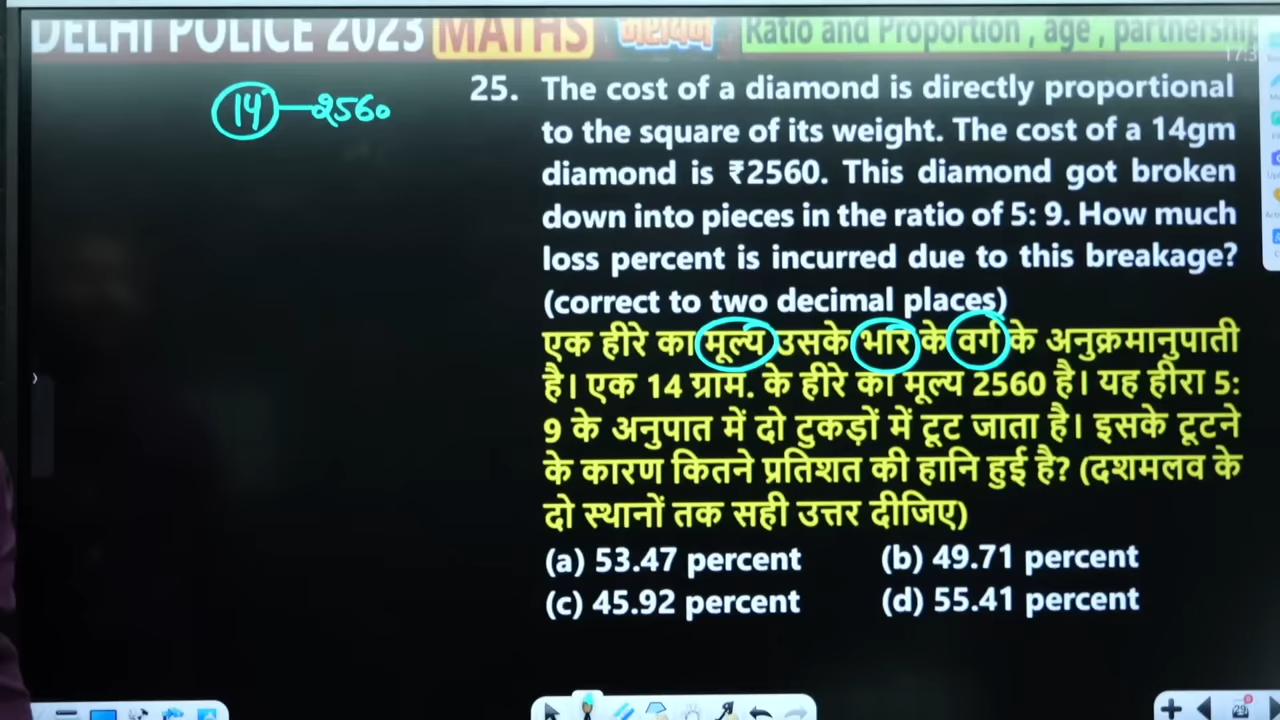 DELHI POLICE 2023 MATHS Ratio and Proportion , age , partnership
17:3
14 — 2560
25. The cost of a diamond is directly proportional
to the square of its weight. The cost of a 14gm
diamond is ₹2560. This diamond got broken
down into pieces in the ratio of 5: 9. How much
loss percent is incurred due to this breakage?
(correct to two decimal places)
एक हीरे का मूल्य उसके भार के वर्ग के अनुक्रमानुपाती
है। एक 14 ग्राम. के हीरे का मूल्य 2560 है। यह हीरा 5:
9 के अनुपात में दो टुकड़ों में टूट जाता है। इसके टूटने
के कारण कितने प्रतिशत की हानि हुई है? (दशमलव के
दो स्थानों तक सही उत्तर दीजिए)
(a) 53.47 percent (b) 49.71 percent
(c) 45.92 percent (d) 55.41 percent
29